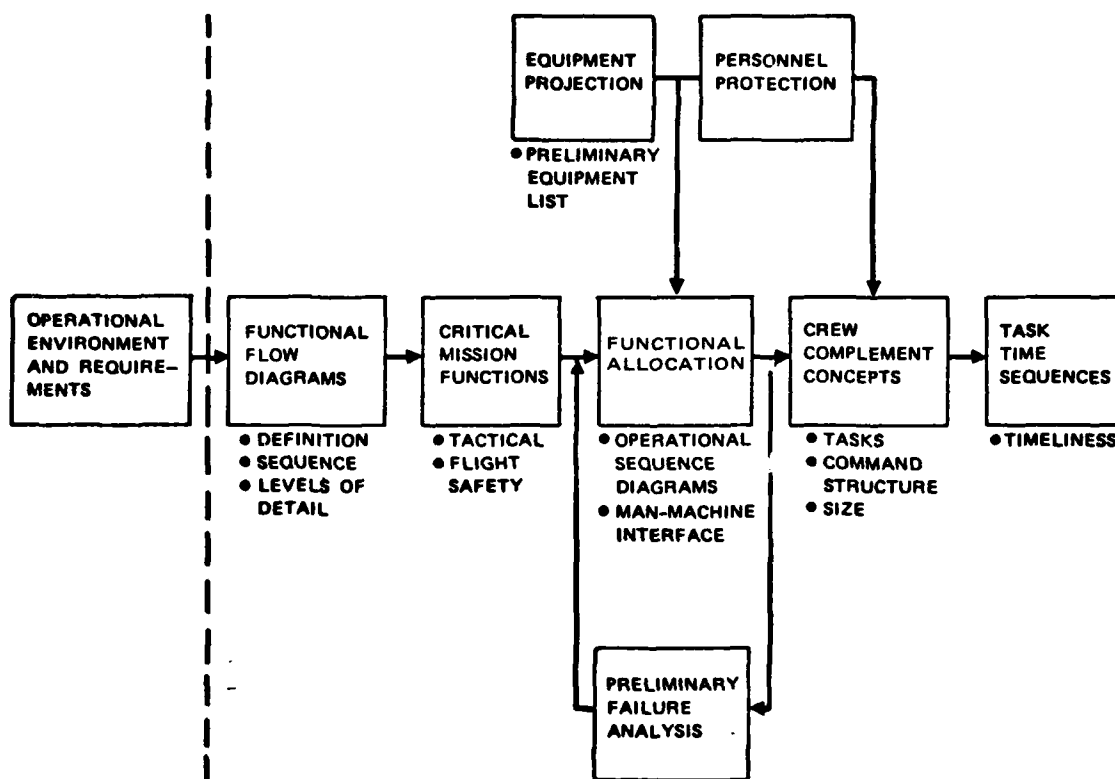 EQUIPMENT
PROJECTION
● PRELIMINARY
EQUIPMENT
LIST
PERSONNEL
PROTECTION
OPERATIONAL
ENVIRONMENT
AND REQUIRE-
MENTS
FUNCTIONAL
FLOW
DIAGRAMS
● DEFINITION
● SEQUENCE
● LEVELS OF
DETAIL
CRITICAL
MISSION
FUNCTIONS
● TACTICAL
● FLIGHT
SAFETY
FUNCTIONAL
ALLOCATION
● OPERATIONAL
SEQUENCE
DIAGRAMS
● MAN-MACHINE
INTERFACE
CREW
COMPLEMENT
CONCEPTS
● TASKS
● COMMAND
STRUCTURE
● SIZE
TASK
TIME
SEQUENCES
● TIMELINESS
PRELIMINARY
FAILURE
ANALYSIS